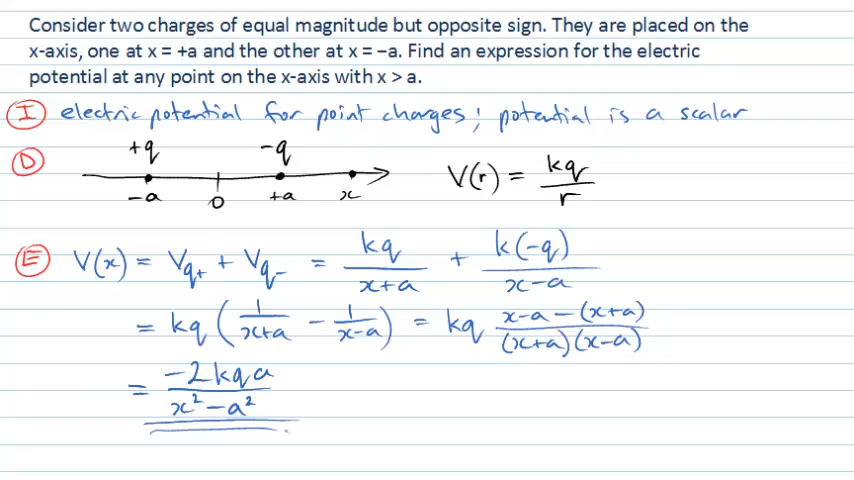 Consider two charges of equal magnitude but opposite sign. They are placed on the
x-axis, one at x = +a and the other at x = −a. Find an expression for the electric
potential at any point on the x-axis with x > a.
I electric potential for point charges; potential is a scalar
D +q -q V(r) = kq/r
-a 0 +a x
E V(x) = Vq+ + Vq- = kq/(x+a) + k(-q)/(x-a)
= kq (1/(x+a) - 1/(x-a)) = kq (x-a-(x+a))/((x+a)(x-a))
= -2kqa/(x²-a²)